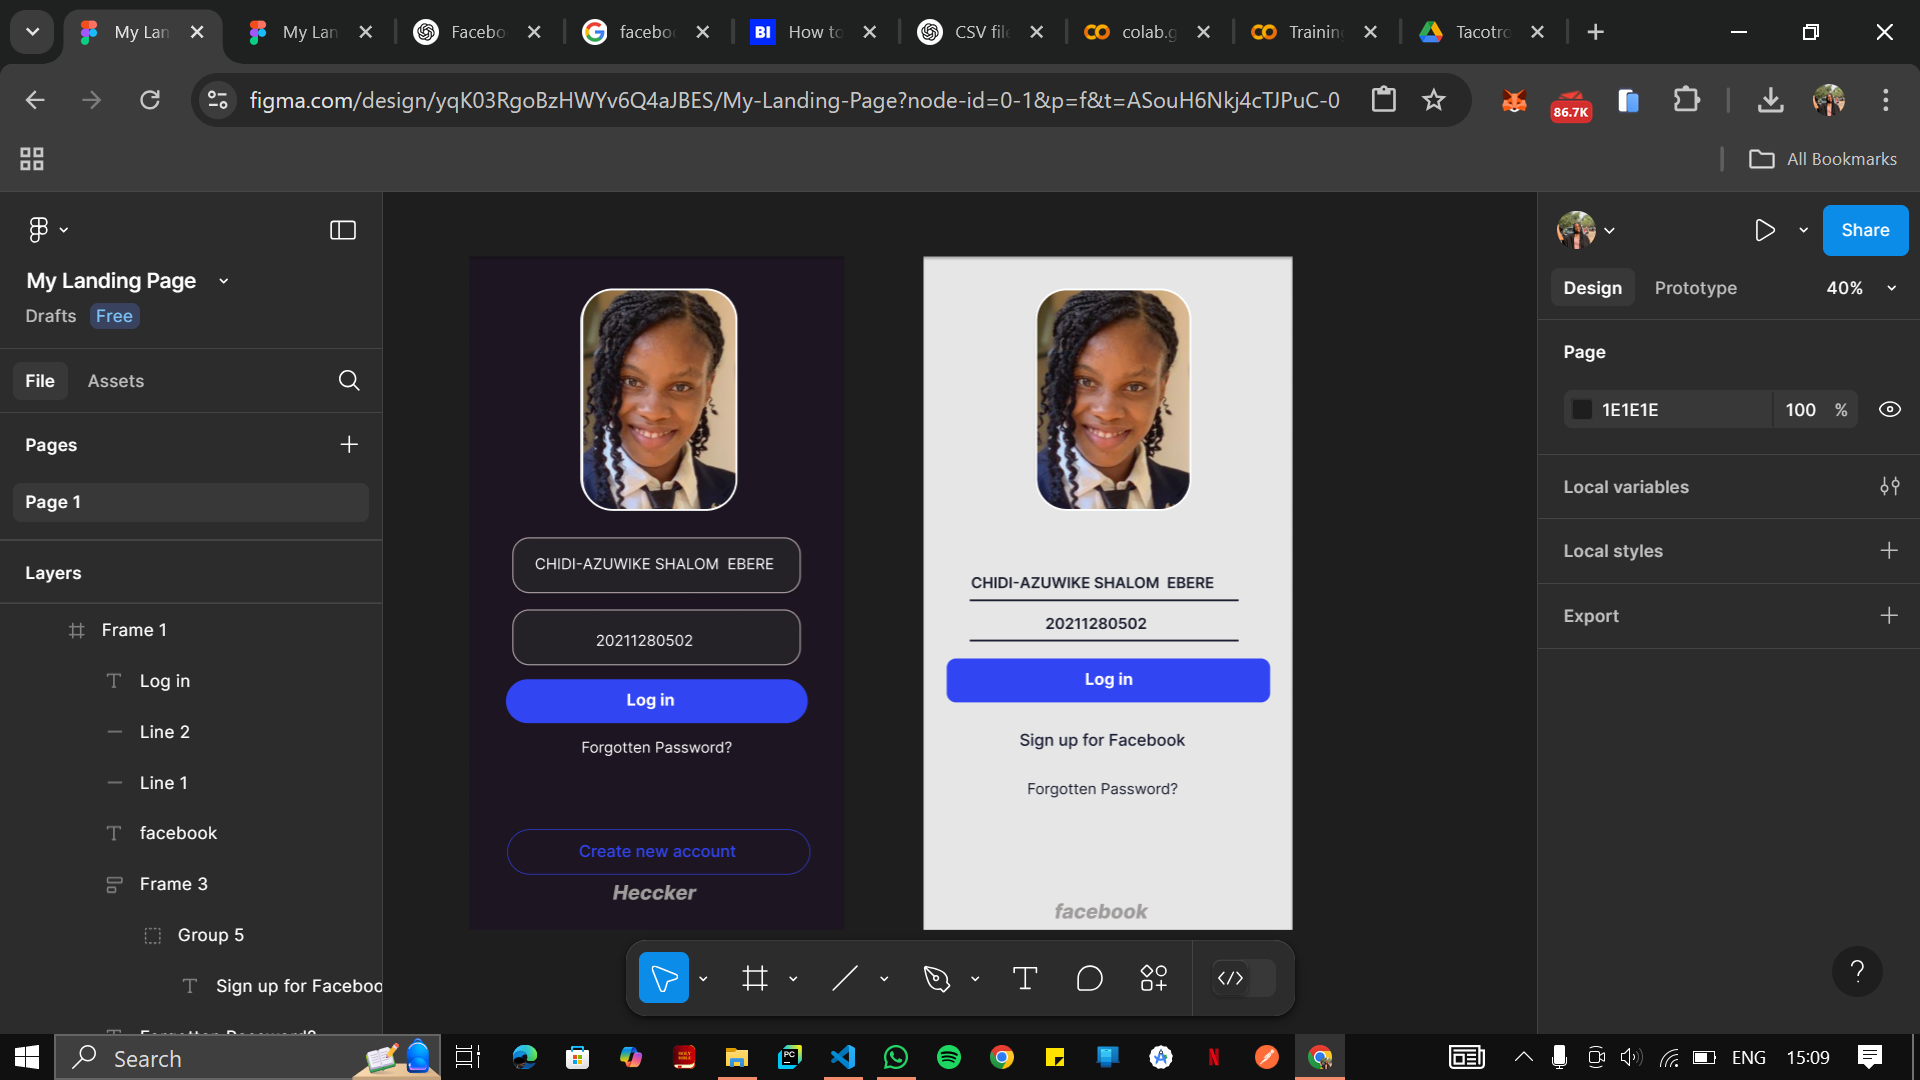 My Lan
My Lan
Facebo
facebo
How to
CSV file
colab.g
Training
Tacotro
figma.com/design/yqK03RgoBzHWYv6Q4aJBES/My-Landing-Page?node-id=0-1&p=f&t=ASouH6Nkj4cTJPuC-0
86.7K
All Bookmarks
My Landing Page
Drafts Free
File Assets
Pages
Page 1
Layers
Frame 1
Log in
Line 2
Line 1
facebook
Frame 3
Group 5
Sign up for Faceboo
Forgotten Password?
CHIDI-AZUWIKE SHALOM  EBERE
20211280502
Log in
Forgotten Password?
Create new account
Heccker
CHIDI-AZUWIKE SHALOM  EBERE
20211280502
Log in
Sign up for Facebook
Forgotten Password?
facebook
Share
Design Prototype 40%
Page
1E1E1E 100 %
Local variables
Local styles
Export
?
Search
ENG 15:09